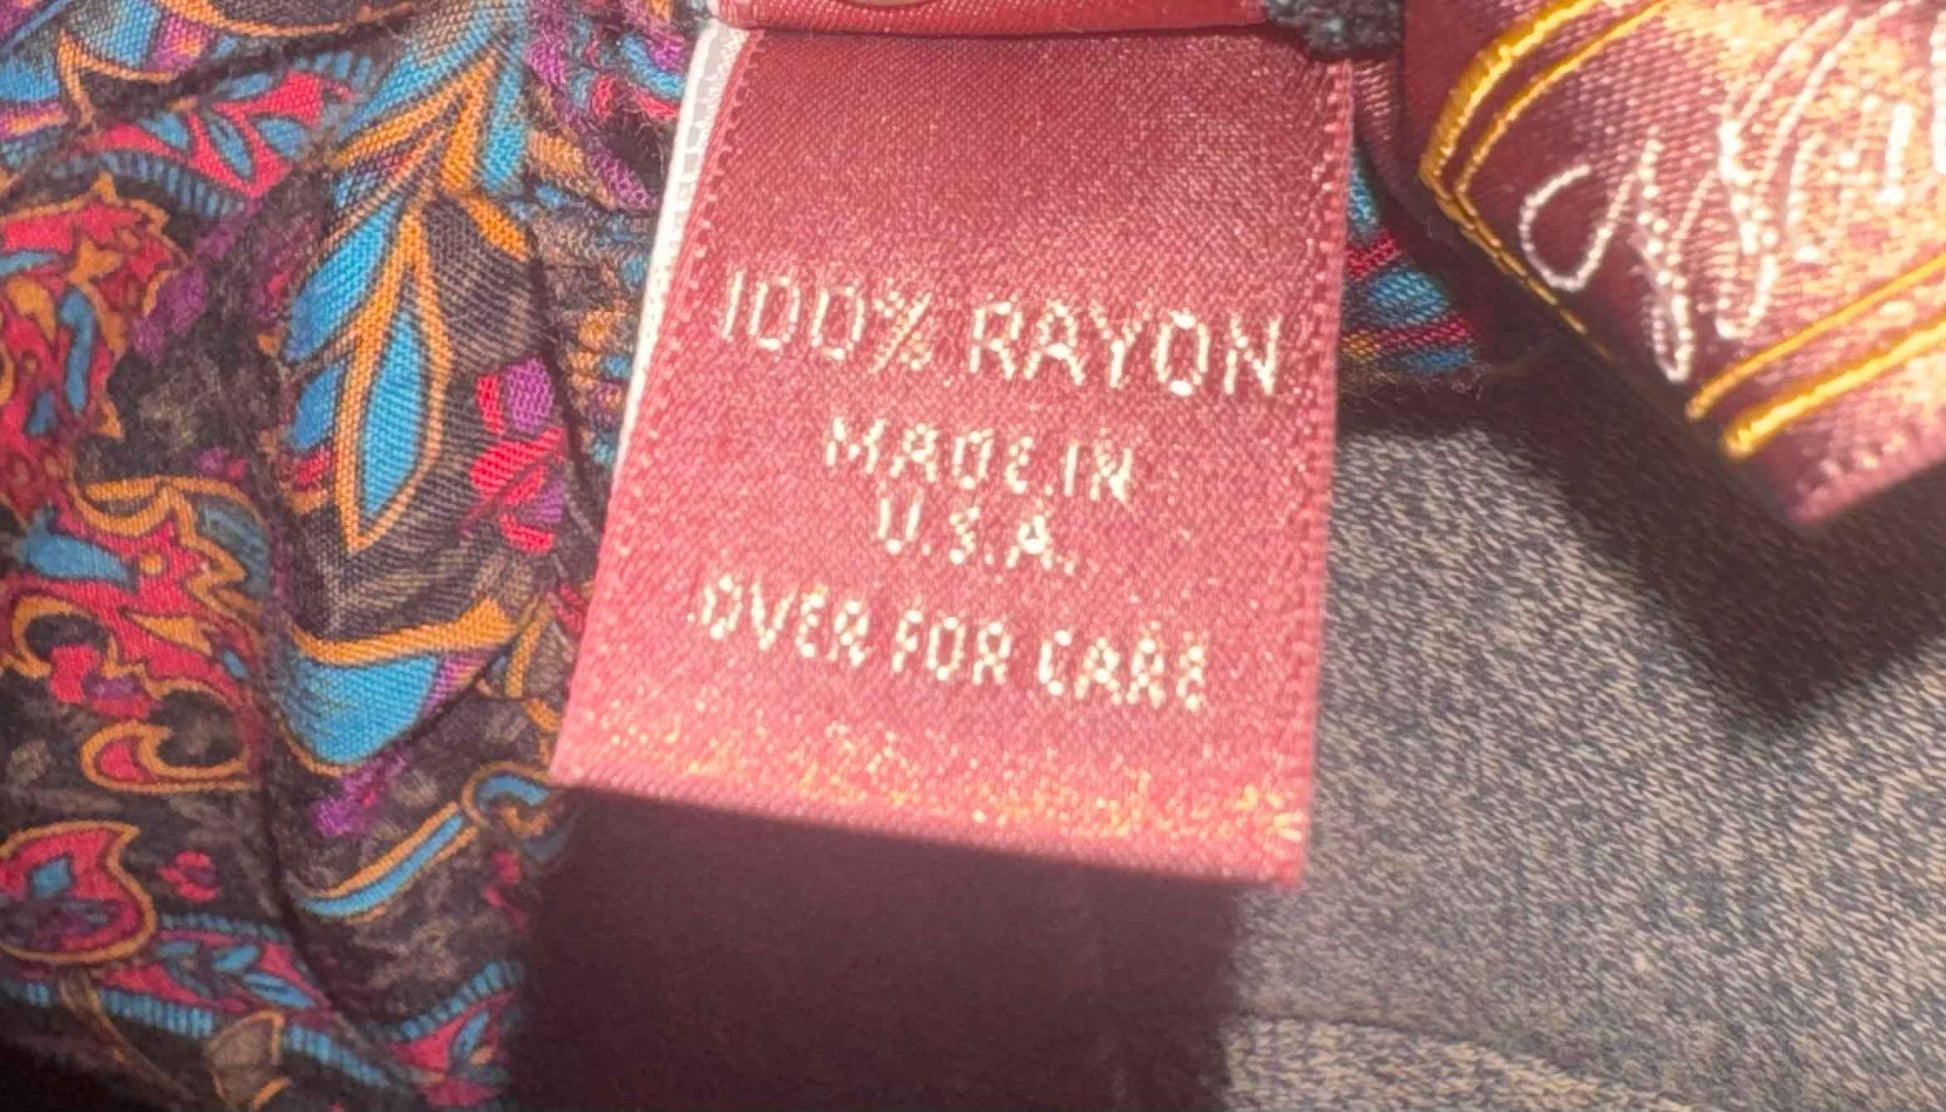 100% RAYON
MADE IN
U.S.A.
OVER FOR CARE